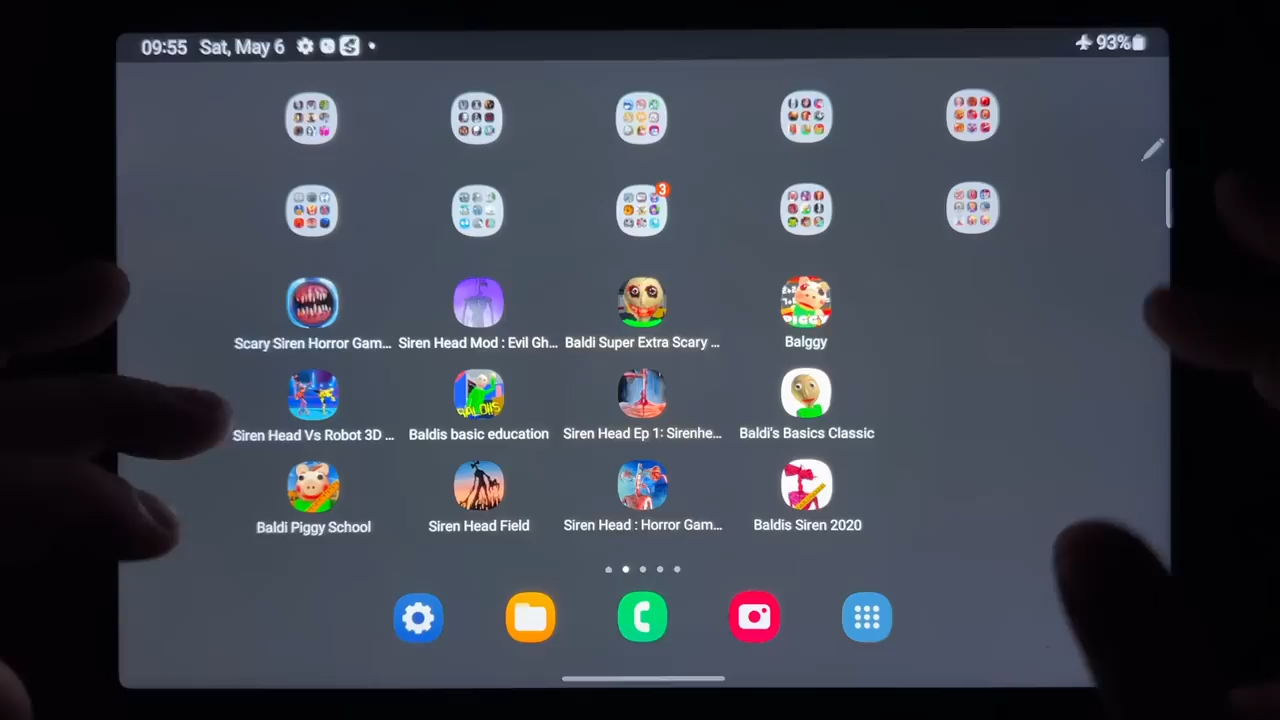 09:55 Sat, May 6
93%
3
Scary Siren Horror Gam...
Siren Head Mod : Evil Gh...
Baldi Super Extra Scary ...
Balggy
Siren Head Vs Robot 3D ...
Baldis basic education
Siren Head Ep 1: Sirenhe...
Baldi's Basics Classic
Baldi Piggy School
Siren Head Field
Siren Head : Horror Gam...
Baldis Siren 2020